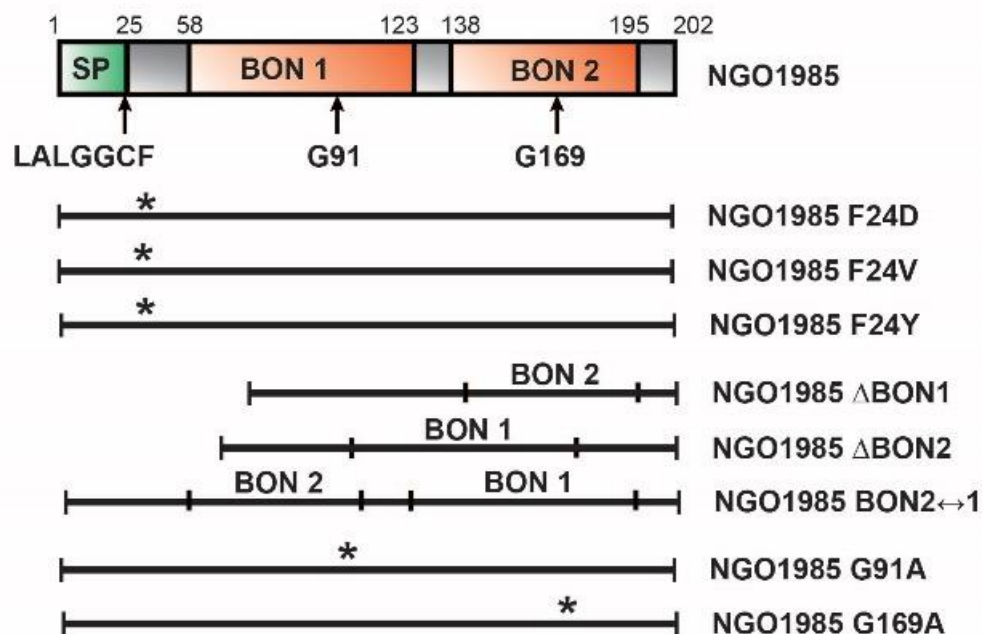 1 25 58 123 138 195 202
SP BON 1 BON 2 NGO1985
LALGGCF G91 G169
* NGO1985 F24D
* NGO1985 F24V
* NGO1985 F24Y
BON 2 NGO1985 ΔBON1
BON 1 NGO1985 ΔBON2
BON 2 BON 1 NGO1985 BON2↔1
* NGO1985 G91A
* NGO1985 G169A